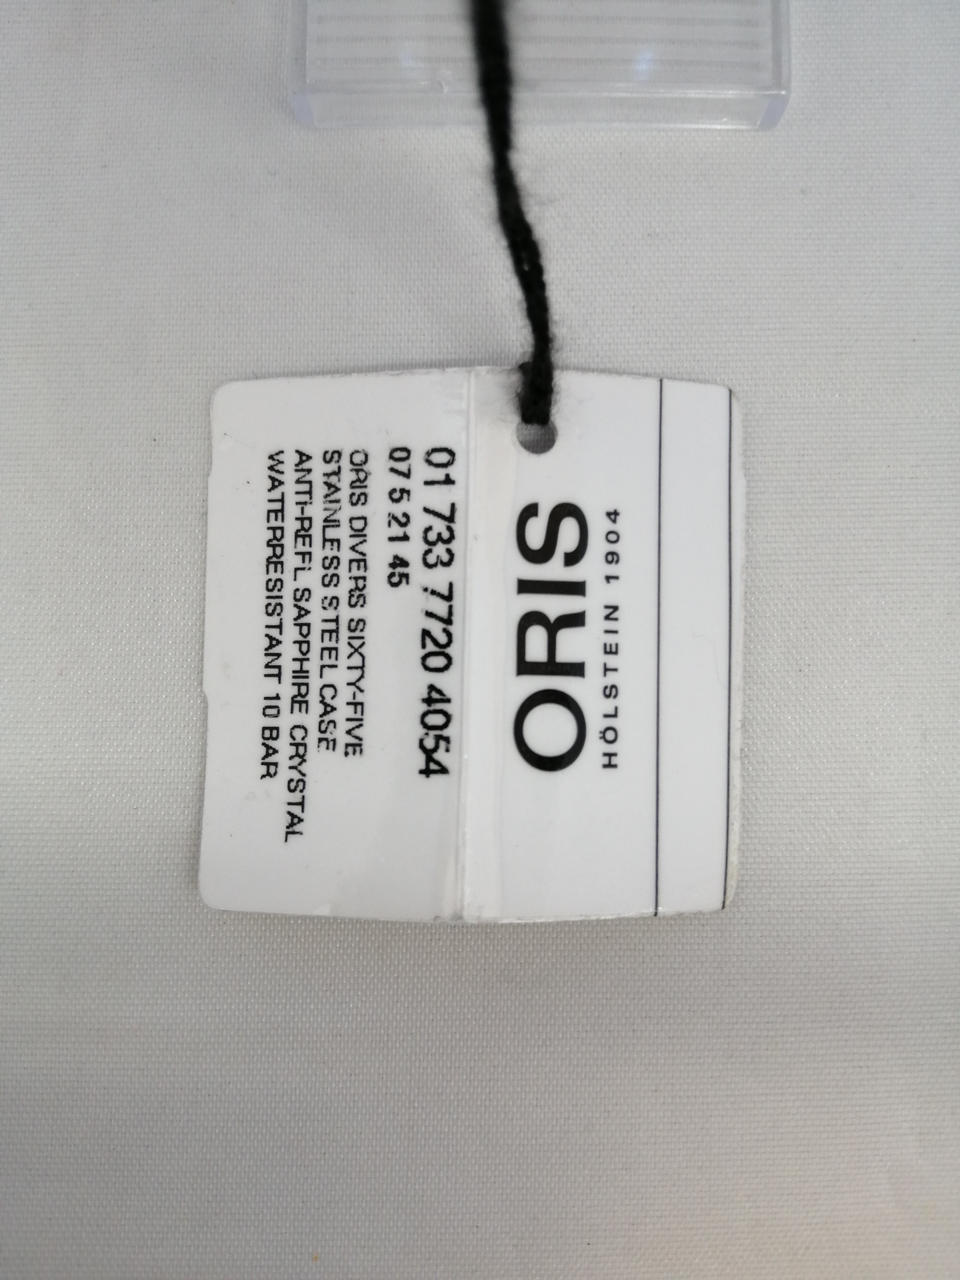 01 733 7720 4054
07 5 21 45
ORIS DIVERS SIXTY-FIVE
STAINLESS STEEL CASE
ANTI-REFL SAPPHIRE CRYSTAL
WATERRESISTANT 10 BAR
ORIS
HÖLSTEIN 1904